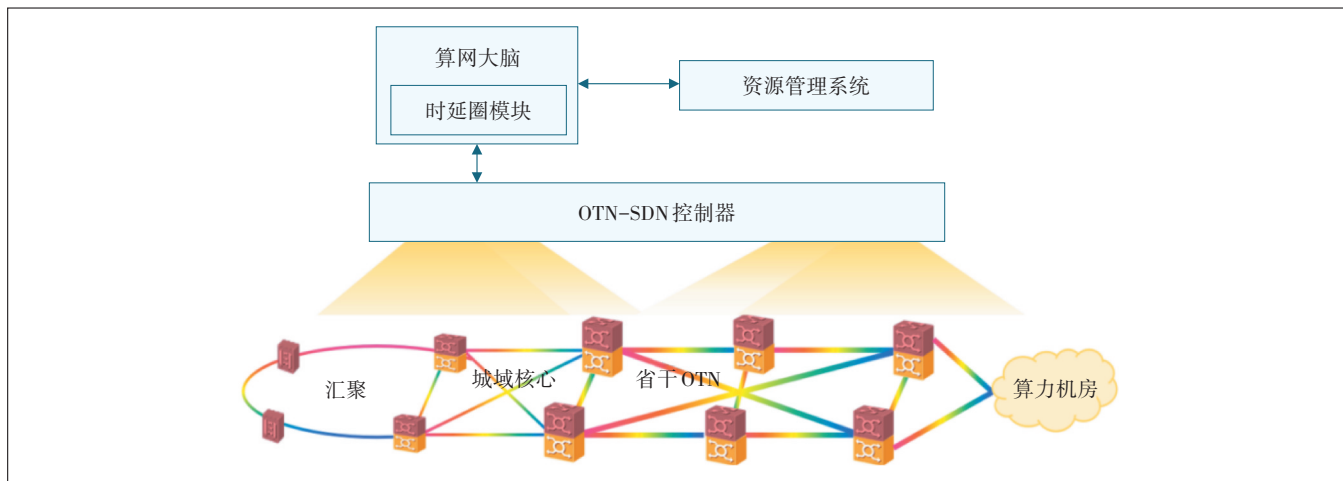 算网大脑
时延圈模块
资源管理系统
OTN-SDN控制器
汇聚
城域核心
省干OTN
算力机房